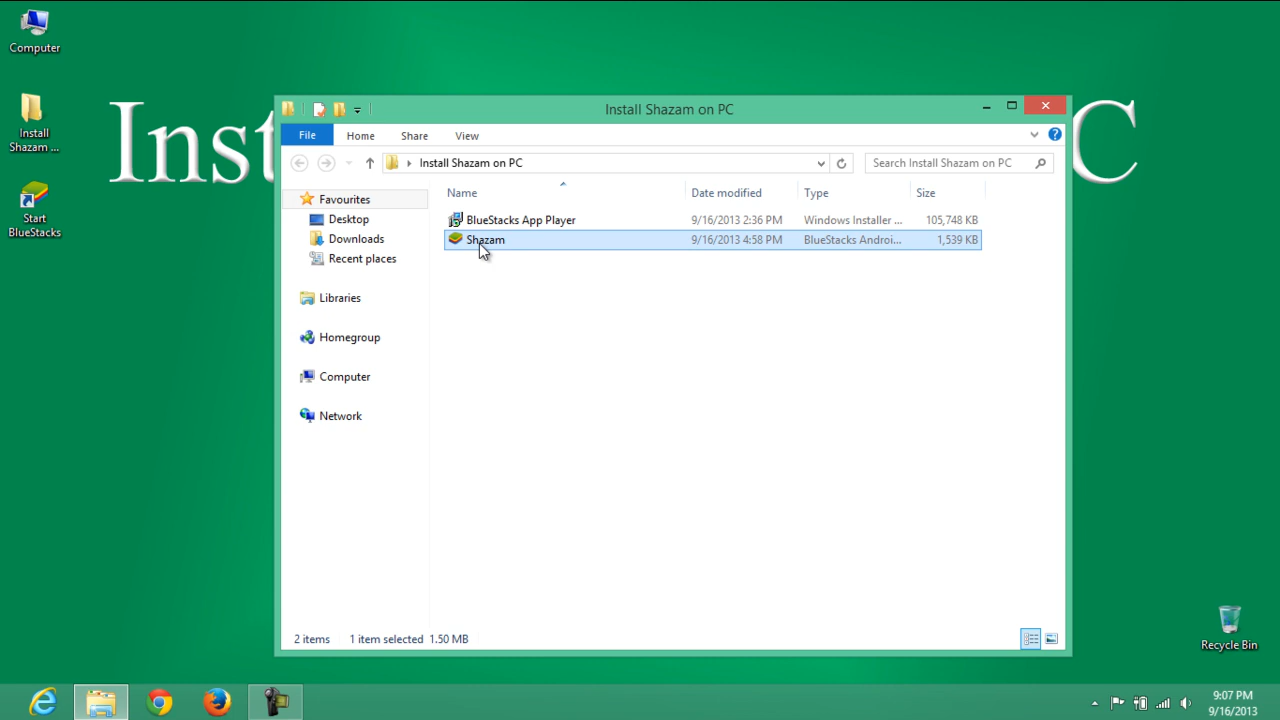 Computer
Install
Shazam ...
Start
BlueStacks
Inst
C
Install Shazam on PC
File
Home
Share
View
Install Shazam on PC
Search Install Shazam on PC
Favourites
Desktop
Downloads
Recent places
Libraries
Homegroup
Computer
Network
Name Date modified Type Size
BlueStacks App Player 9/16/2013 2:36 PM Windows Installer ... 105,748 KB
Shazam 9/16/2013 4:58 PM BlueStacks Androi... 1,539 KB
2 items 1 item selected 1.50 MB
Recycle Bin
9:07 PM
9/16/2013